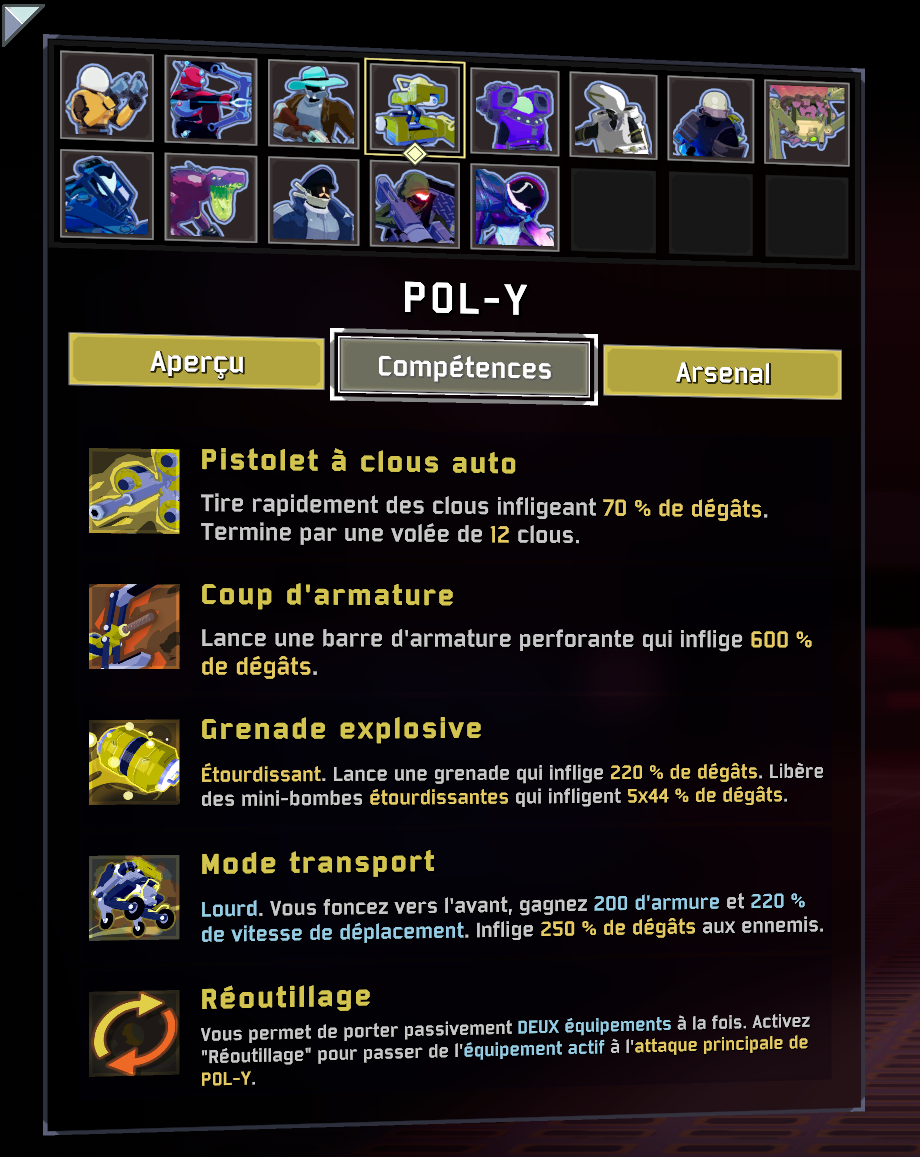 POL-Y
Aperçu
Compétences
Arsenal
Pistolet à clous auto
Tire rapidement des clous infligeant 70 % de dégâts.
Termine par une volée de 12 clous.
Coup d'armature
Lance une barre d'armature perforante qui inflige 600 %
de dégâts.
Grenade explosive
Étourdissant. Lance une grenade qui inflige 220 % de dégâts. Libère
des mini-bombes étourdissantes qui infligent 5x44 % de dégâts.
Mode transport
Lourd. Vous foncez vers l'avant, gagnez 200 d'armure et 220 %
de vitesse de déplacement. Inflige 250 % de dégâts aux ennemis.
Réoutillage
Vous permet de porter passivement DEUX équipements à la fois. Activez
"Réoutillage" pour passer de l'équipement actif à l'attaque principale de
POL-Y.